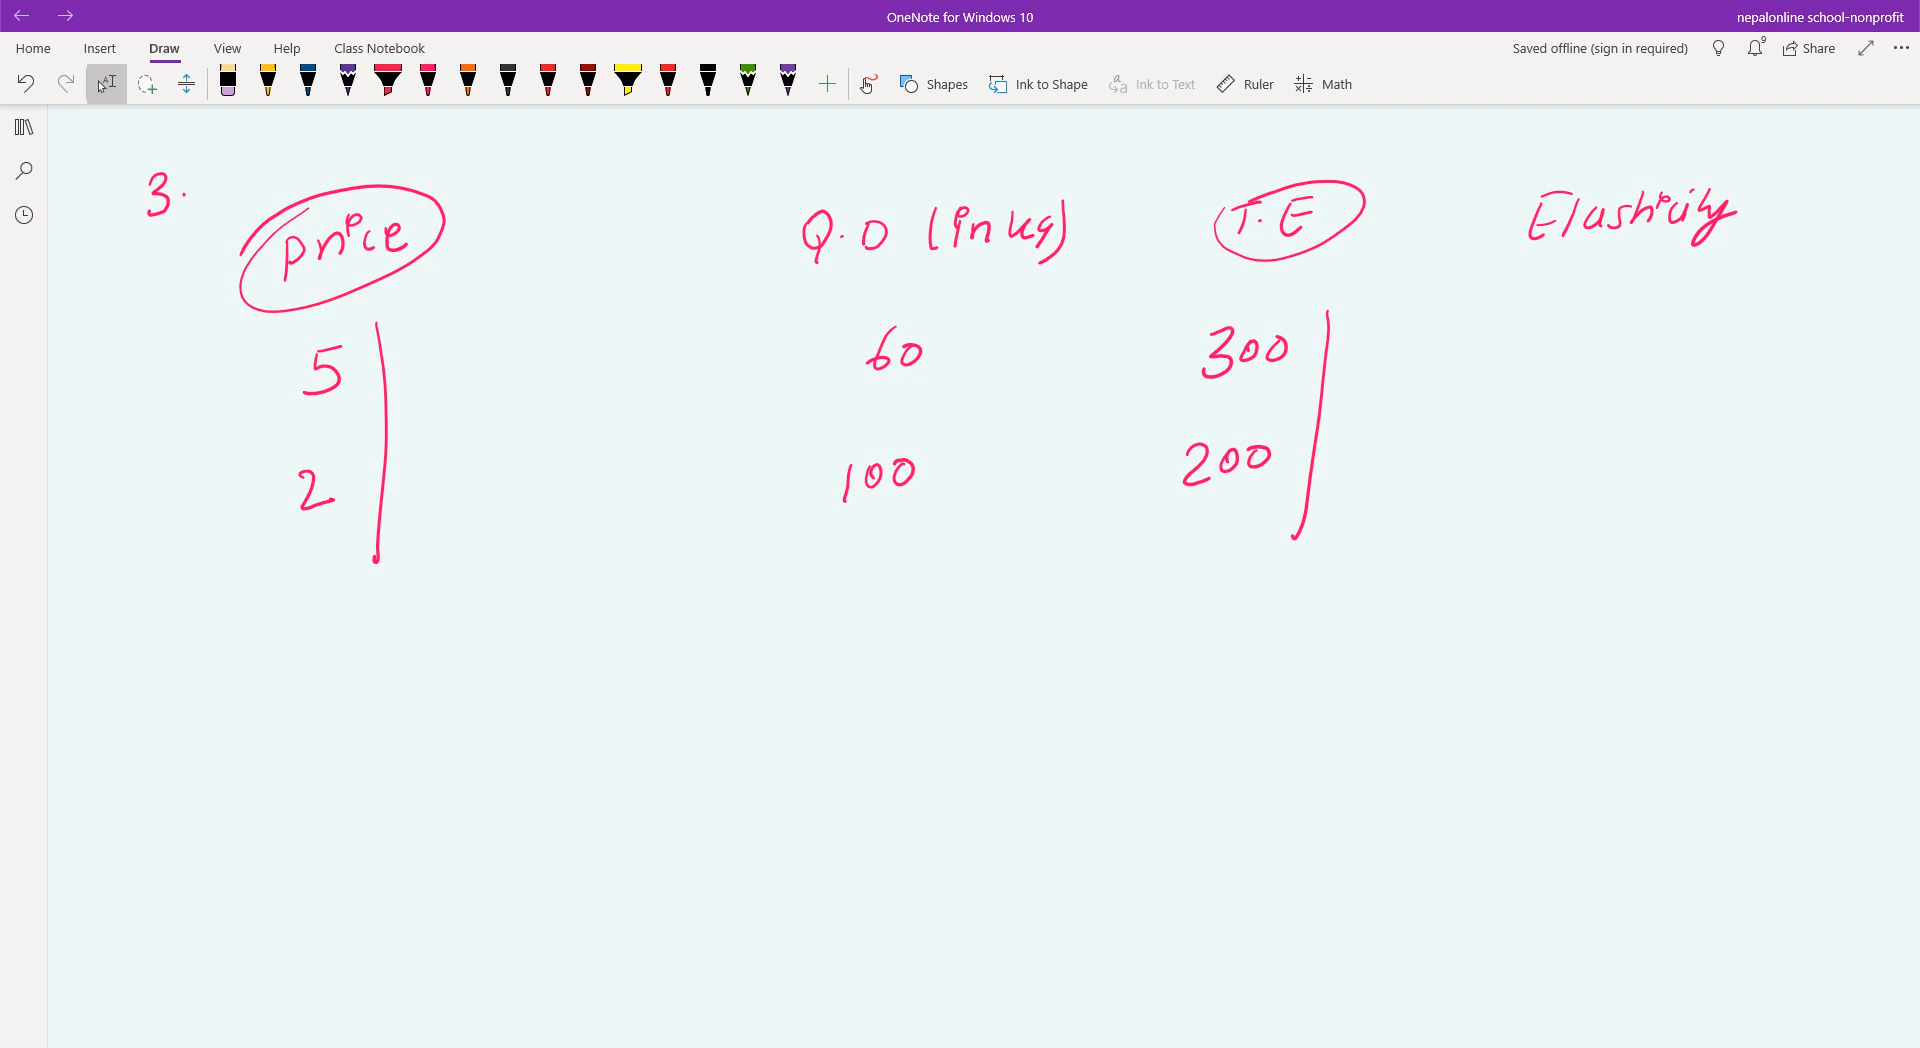 OneNote for Windows 10
nepalonline school-nonprofit
Home Insert Draw View Help Class Notebook
Saved offline (sign in required) 9 Share
Shapes Ink to Shape Ink to Text Ruler Math
3. price Q.D (in kg) T.E Elasticity
5 60 300
2 100 200